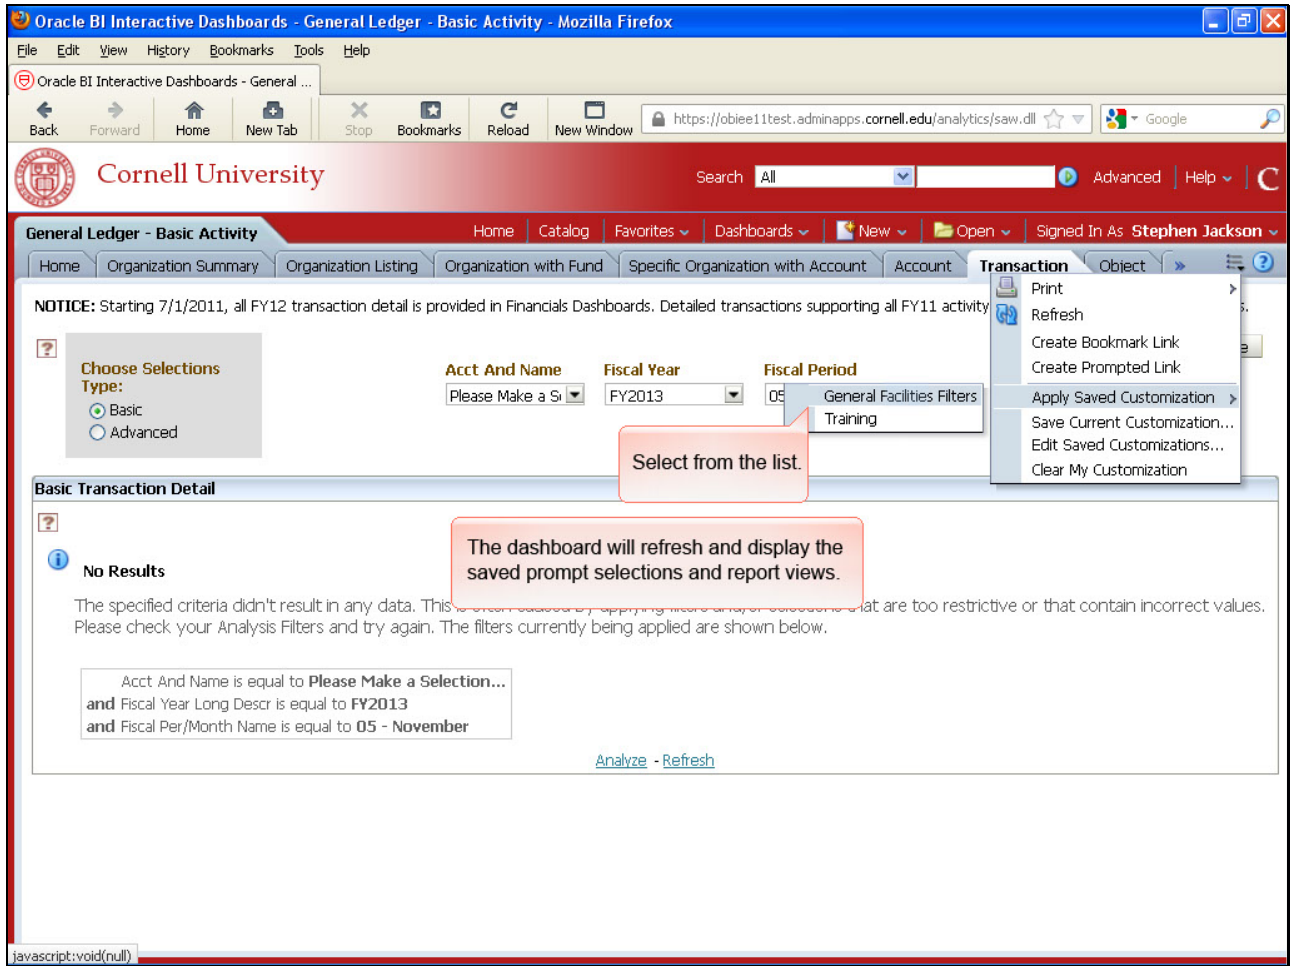 Oracle BI Interactive Dashboards - General Ledger - Basic Activity - Mozilla Firefox
File Edit View History Bookmarks Tools Help
Oracle BI Interactive Dashboards - General ...
Back Forward Home New Tab Stop Bookmarks Reload New Window https://obiee11test.adminapps.cornell.edu/analytics/saw.dll Google
Cornell University Search All Advanced Help C
General Ledger - Basic Activity Home Catalog Favorites Dashboards New Open Signed In As Stephen Jackson
Home Organization Summary Organization Listing Organization with Fund Specific Organization with Account Account Transaction Object »
NOTICE: Starting 7/1/2011, all FY12 transaction detail is provided in Financials Dashboards. Detailed transactions supporting all FY11 activity s.
Print
Refresh
Create Bookmark Link
Create Prompted Link
Apply Saved Customization
Save Current Customization...
Edit Saved Customizations...
Clear My Customization
Choose Selections
Type:
Basic
Advanced
Acct And Name Fiscal Year Fiscal Period
Please Make a S FY2013 05
General Facilities Filters
Training
Select from the list.
Basic Transaction Detail
The dashboard will refresh and display the
saved prompt selections and report views.
No Results
The specified criteria didn't result in any data. This is often caused by applying filters and/or selections that are too restrictive or that contain incorrect values.
Please check your Analysis Filters and try again. The filters currently being applied are shown below.
Acct And Name is equal to Please Make a Selection...
and Fiscal Year Long Descr is equal to FY2013
and Fiscal Per/Month Name is equal to 05 - November
Analyze - Refresh
javascript:void(null)